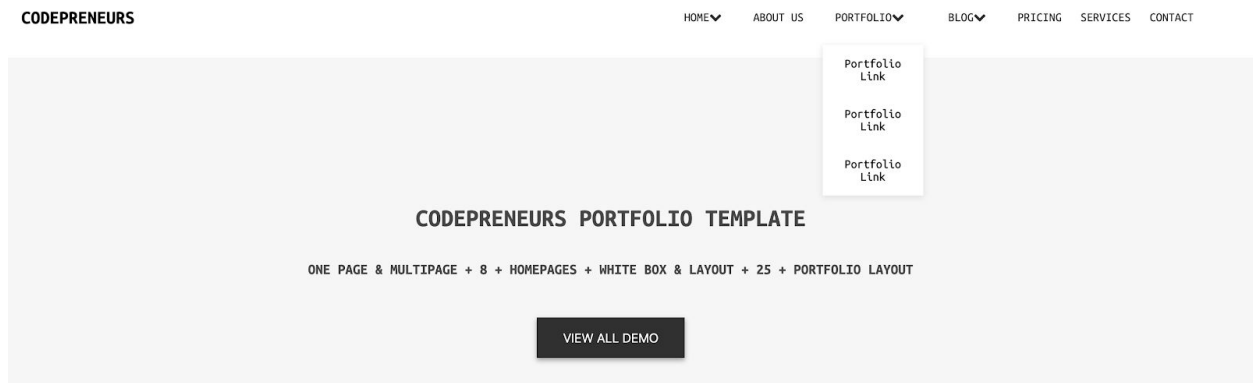 CODEPRENEURS
HOME ABOUT US PORTFOLIO BLOG PRICING SERVICES CONTACT
Portfolio
Link
Portfolio
Link
Portfolio
Link
CODEPRENEURS PORTFOLIO TEMPLATE
ONE PAGE & MULTIPAGE + 8 + HOMEPAGES + WHITE BOX & LAYOUT + 25 + PORTFOLIO LAYOUT
VIEW ALL DEMO